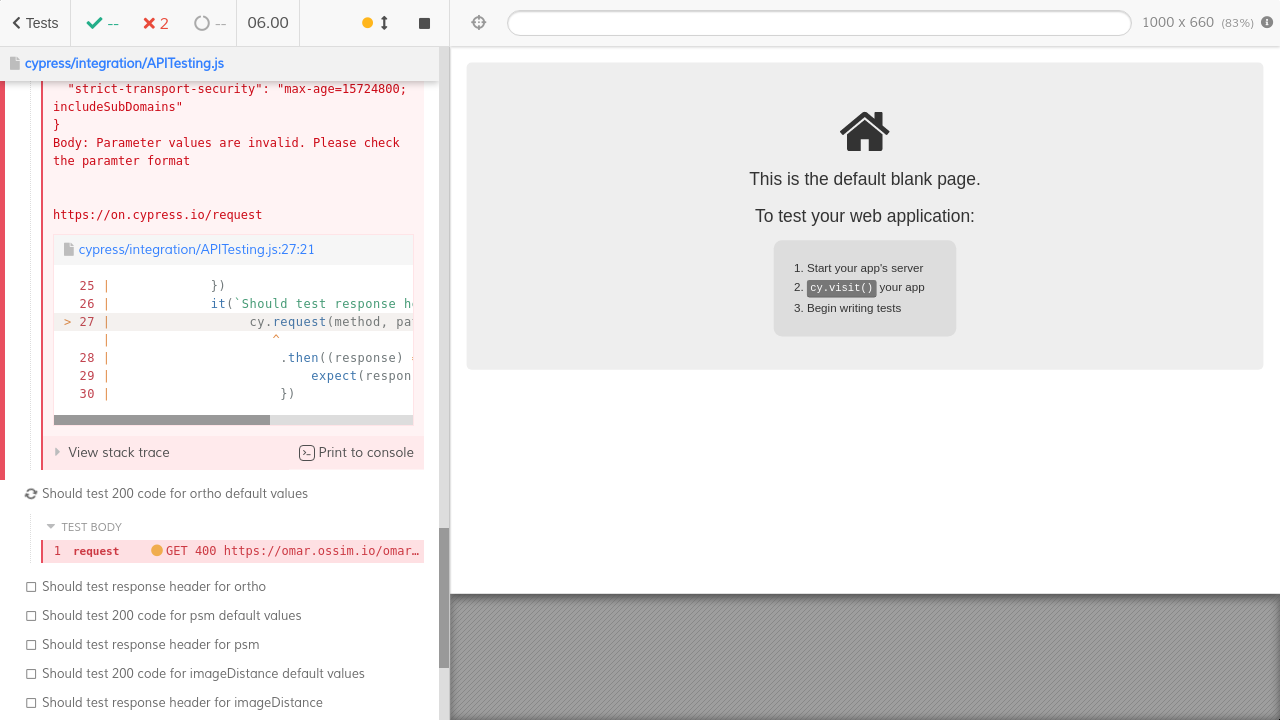 Tests
--
2
--
06.00
1000 x 660 (83%)
cypress/integration/APITesting.js
"strict-transport-security": "max-age=15724800;
includeSubDomains"
}
Body: Parameter values are invalid. Please check
the paramter format
https://on.cypress.io/request
cypress/integration/APITesting.js:27:21
25 | })
26 | it(`Should test response h
> 27 | cy.request(method, pa
| ^
28 | .then((response)
29 | expect(respon
30 | })
View stack trace
Print to console
Should test 200 code for ortho default values
TEST BODY
1 request GET 400 https://omar.ossim.io/omar…
Should test response header for ortho
Should test 200 code for psm default values
Should test response header for psm
Should test 200 code for imageDistance default values
Should test response header for imageDistance
This is the default blank page.
To test your web application:
1. Start your app's server
2. cy.visit() your app
3. Begin writing tests